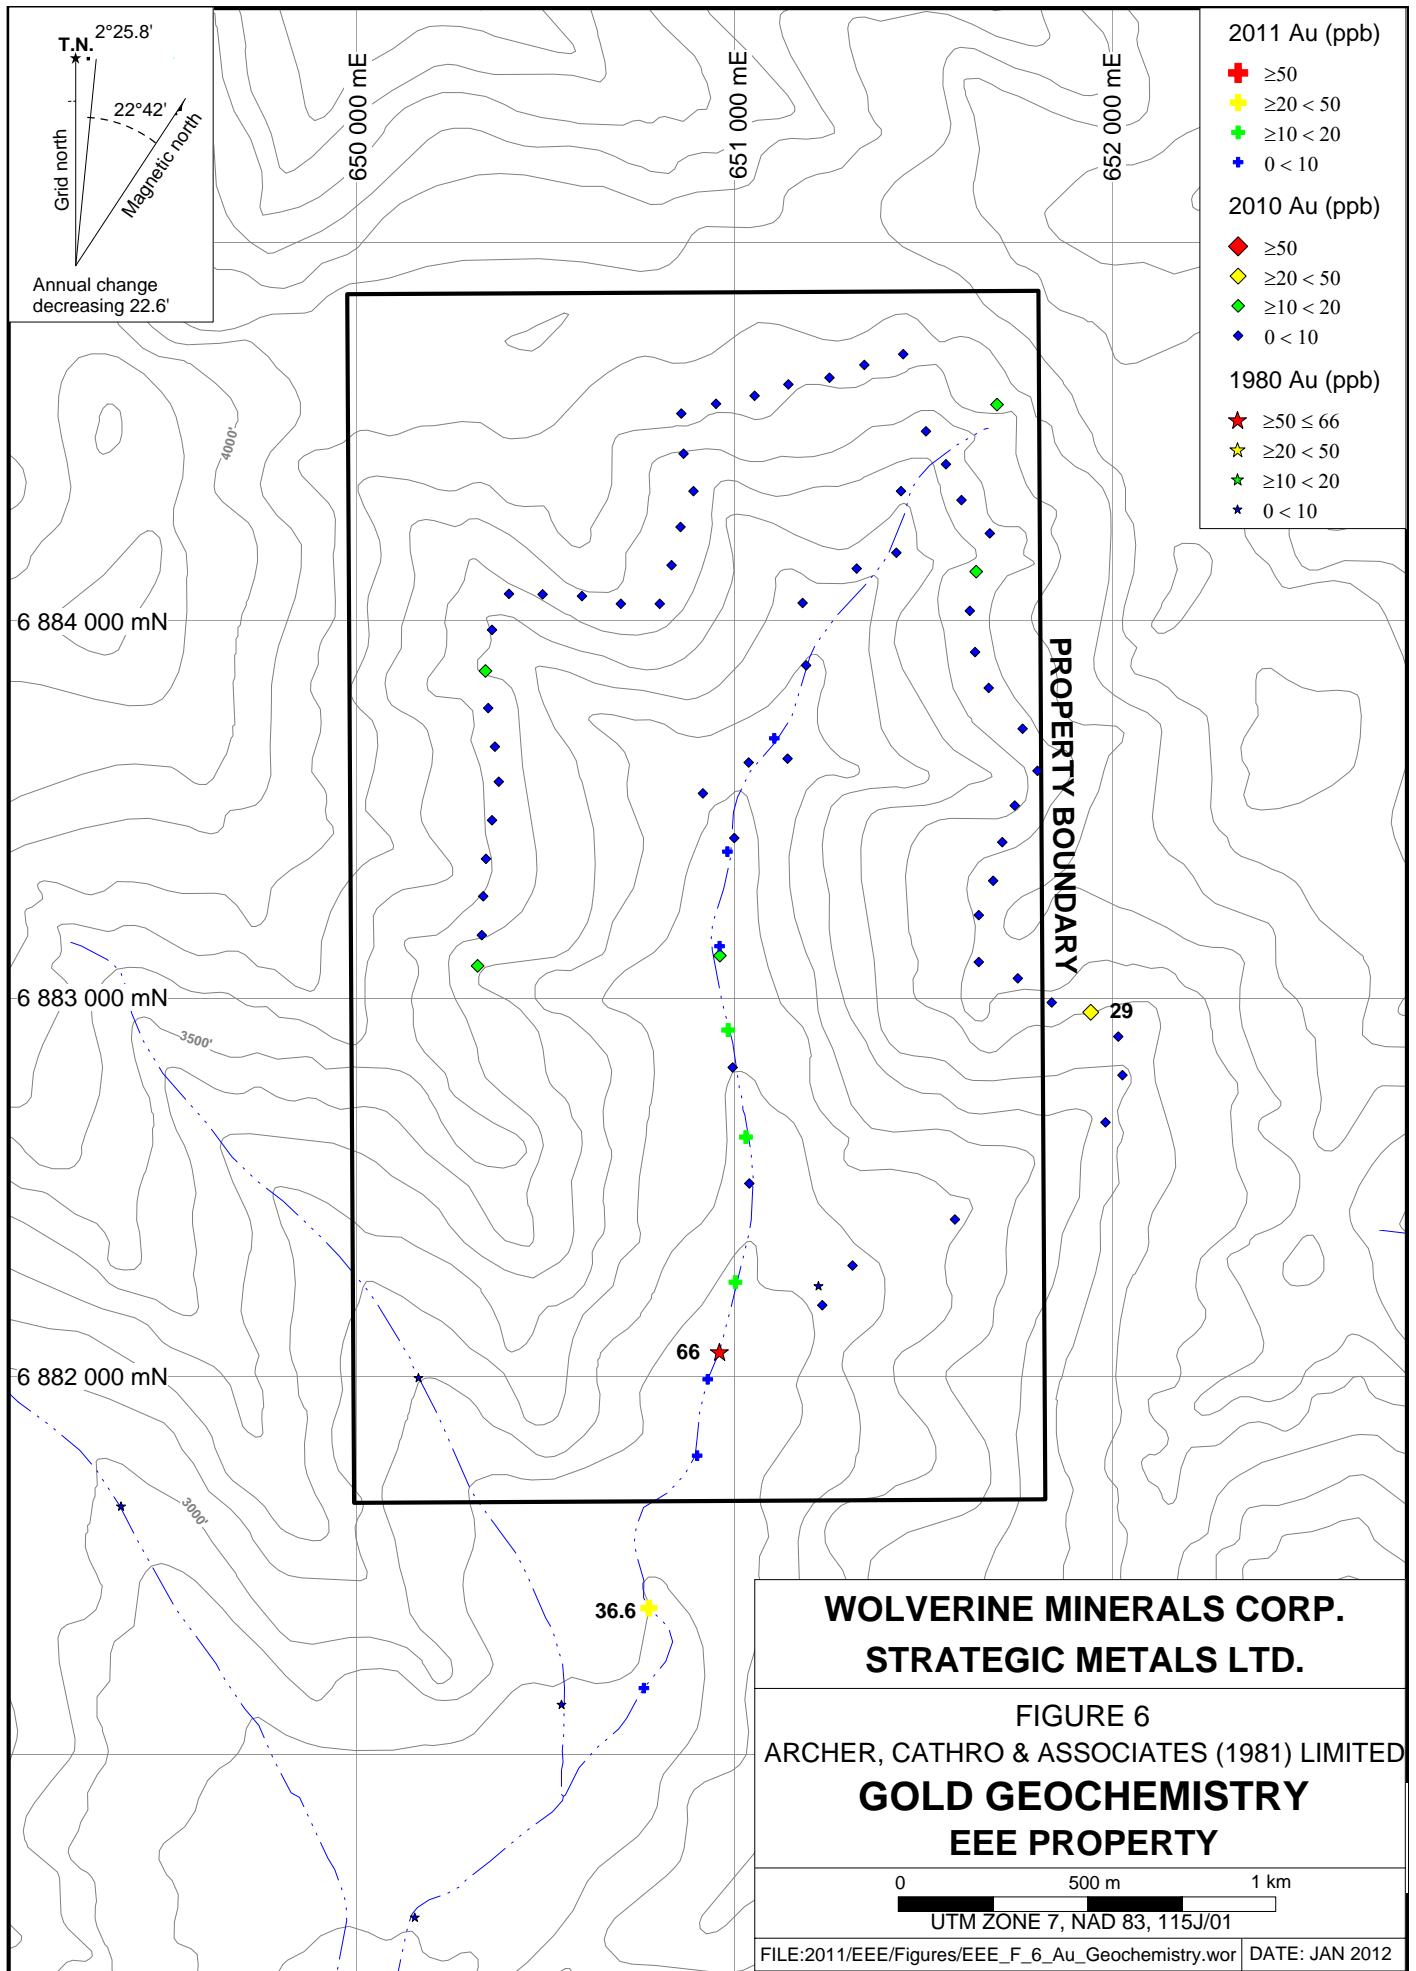 T.N.
2°25.8'
22°42'
Grid north
Magnetic north
Annual change
decreasing 22.6'
650 000 mE
651 000 mE
652 000 mE
2011 Au (ppb)
≥50
≥20 < 50
≥10 < 20
0 < 10
2010 Au (ppb)
≥50
≥20 < 50
≥10 < 20
0 < 10
1980 Au (ppb)
≥50 ≤ 66
≥20 < 50
≥10 < 20
0 < 10
4000'
6 884 000 mN
PROPERTY BOUNDARY
6 883 000 mN
29
3500'
66
6 882 000 mN
3000'
36.6
WOLVERINE MINERALS CORP.
STRATEGIC METALS LTD.
FIGURE 6
ARCHER, CATHRO & ASSOCIATES (1981) LIMITED
GOLD GEOCHEMISTRY
EEE PROPERTY
0 500 m 1 km
UTM ZONE 7, NAD 83, 115J/01
FILE:2011/EEE/Figures/EEE_F_6_Au_Geochemistry.wor DATE: JAN 2012